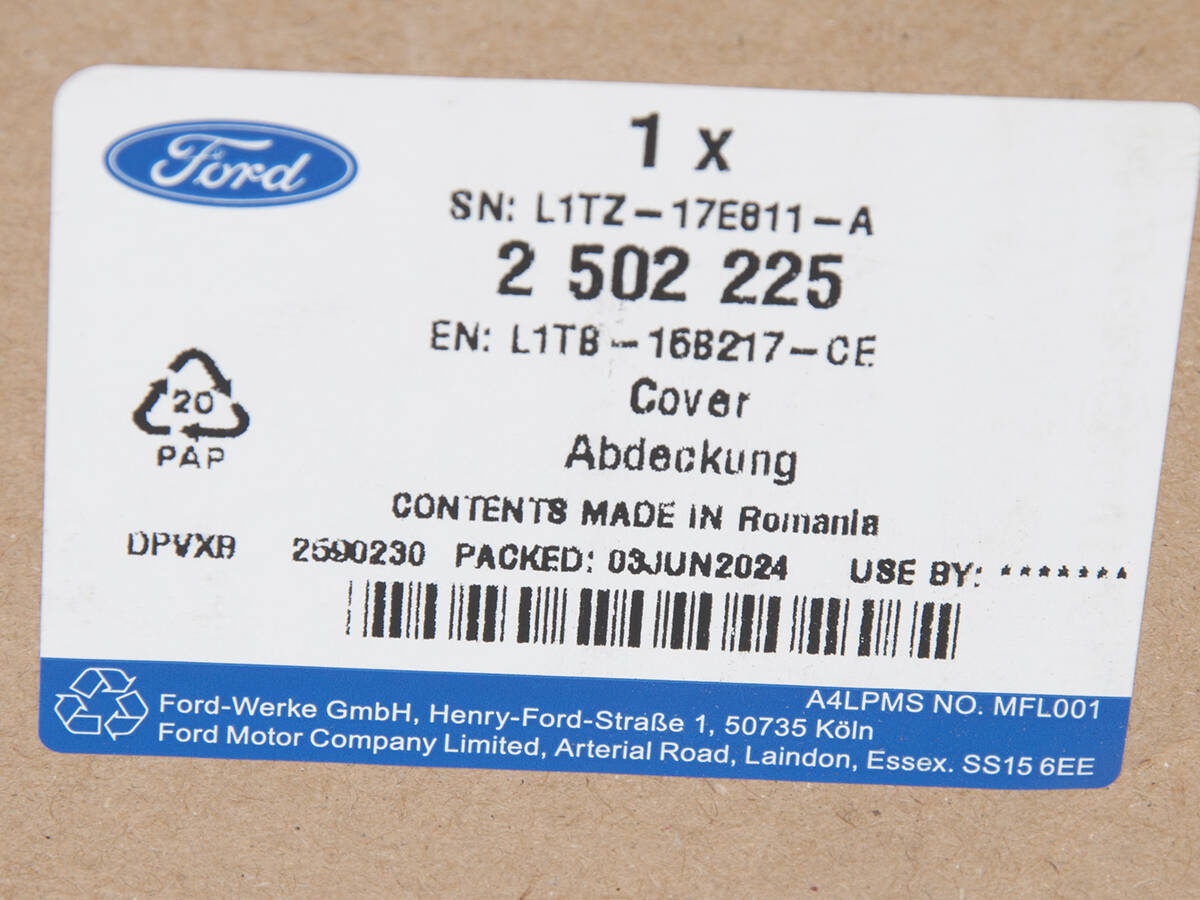 Ford
1 x
SN: L1TZ-17E811-A
2 502 225
EN: L1TB-16B217-CE
Cover
20
PAP
Abdeckung
CONTENTS MADE IN Romania
DPVXB 2590230 PACKED: 03JUN2024 USE BY: *******
A4LPMS NO. MFL001
Ford-Werke GmbH, Henry-Ford-Straße 1, 50735 Köln
Ford Motor Company Limited, Arterial Road, Laindon, Essex. SS15 6EE